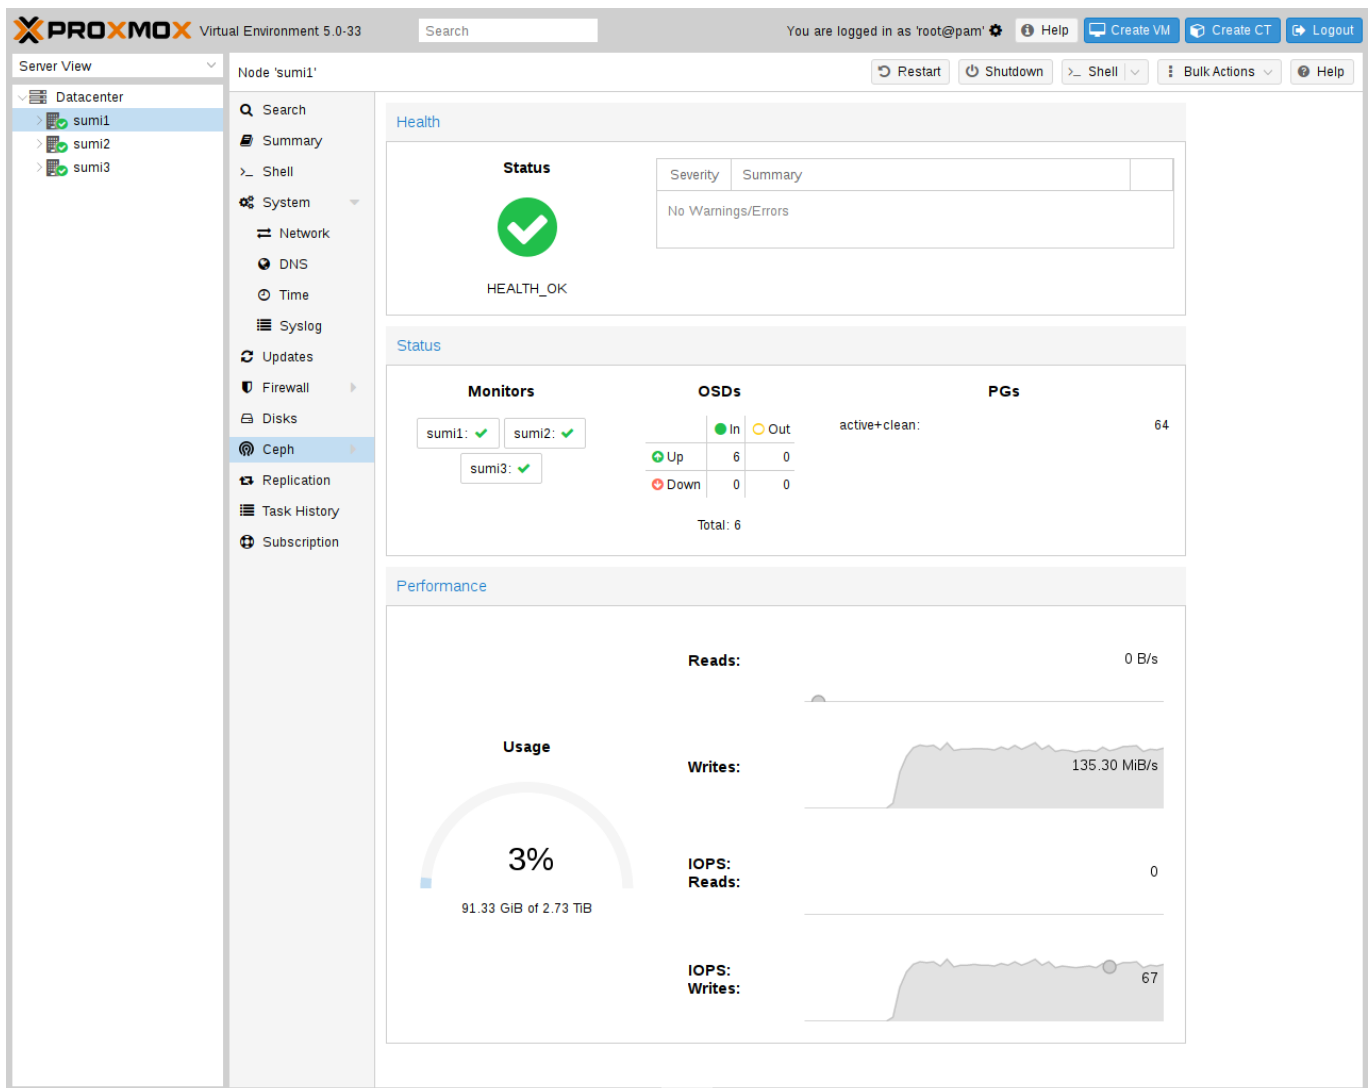 PROXMOX Virtual Environment 5.0-33
Search
You are logged in as 'root@pam'
Help
Create VM
Create CT
Logout
Server View
Datacenter
sumi1
sumi2
sumi3
Node 'sumi1'
Restart
Shutdown
>_ Shell
Bulk Actions
Help
Search
Summary
>_ Shell
System
Network
DNS
Time
Syslog
Updates
Firewall
Disks
Ceph
Replication
Task History
Subscription
Health
Status
HEALTH_OK
Severity Summary
No Warnings/Errors
Status
Monitors
sumi1: sumi2:
sumi3:
OSDs
In Out
Up 6 0
Down 0 0
Total: 6
PGs
active+clean: 64
Performance
Usage
3%
91.33 GiB of 2.73 TiB
Reads: 0 B/s
Writes: 135.30 MiB/s
IOPS:
Reads: 0
IOPS:
Writes: 67